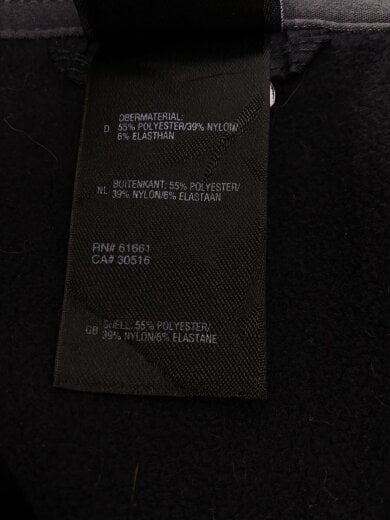 OBERMATERIAL:
D 55% POLYESTER/39% NYLON/
6% ELASTHAN
BUITENKANT: 55% POLYESTER/
NL 39% NYLON/6% ELASTAAN
RN# 61661
CA# 30516
SHELL: 55% POLYESTER/
GB 39% NYLON/6% ELASTANE